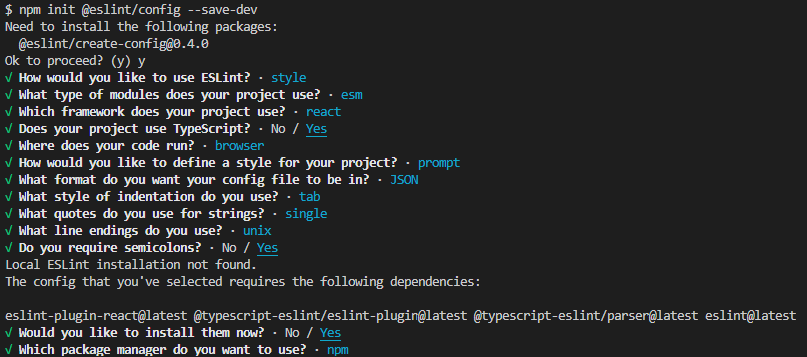 $ npm init @eslint/config --save-dev
Need to install the following packages:
  @eslint/create-config@0.4.0
Ok to proceed? (y) y
√ How would you like to use ESLint? · style
√ What type of modules does your project use? · esm
√ Which framework does your project use? · react
√ Does your project use TypeScript? · No / Yes
√ Where does your code run? · browser
√ How would you like to define a style for your project? · prompt
√ What format do you want your config file to be in? · JSON
√ What style of indentation do you use? · tab
√ What quotes do you use for strings? · single
√ What line endings do you use? · unix
√ Do you require semicolons? · No / Yes
Local ESLint installation not found.
The config that you've selected requires the following dependencies:

eslint-plugin-react@latest @typescript-eslint/eslint-plugin@latest @typescript-eslint/parser@latest eslint@latest
√ Would you like to install them now? · No / Yes
√ Which package manager do you want to use? · npm